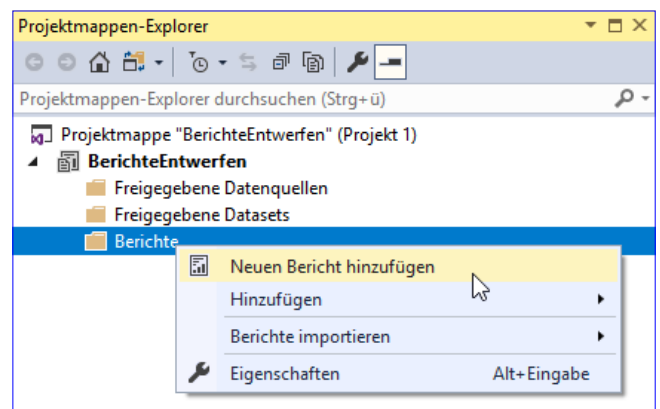 Projektmappen-Explorer
Projektmappen-Explorer durchsuchen (Strg+ü)
Projektmappe "BerichteEntwerfen" (Projekt 1)
BerichteEntwerfen
Freigegebene Datenquellen
Freigegebene Datasets
Berichte
Neuen Bericht hinzufügen
Hinzufügen
Berichte importieren
Eigenschaften Alt+Eingabe